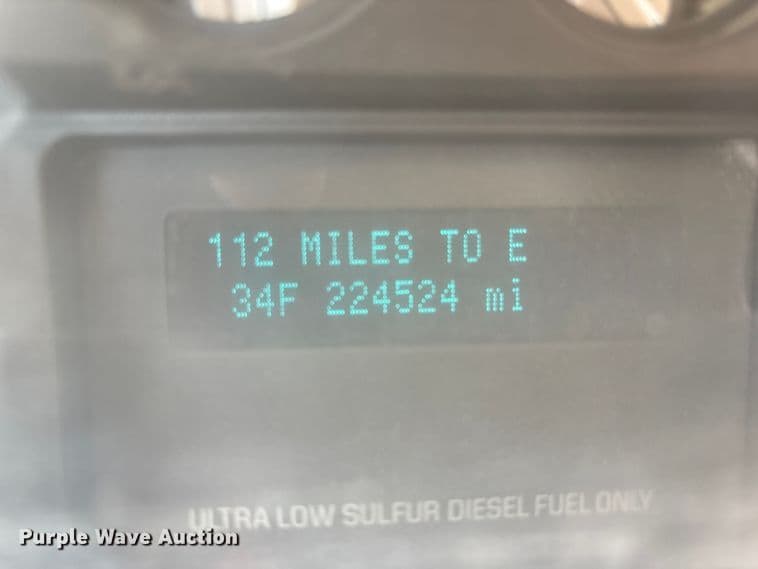 112 MILES TO E
34F 224524 mi
ULTRA LOW SULFUR DIESEL FUEL ONLY
Purple Wave Auction